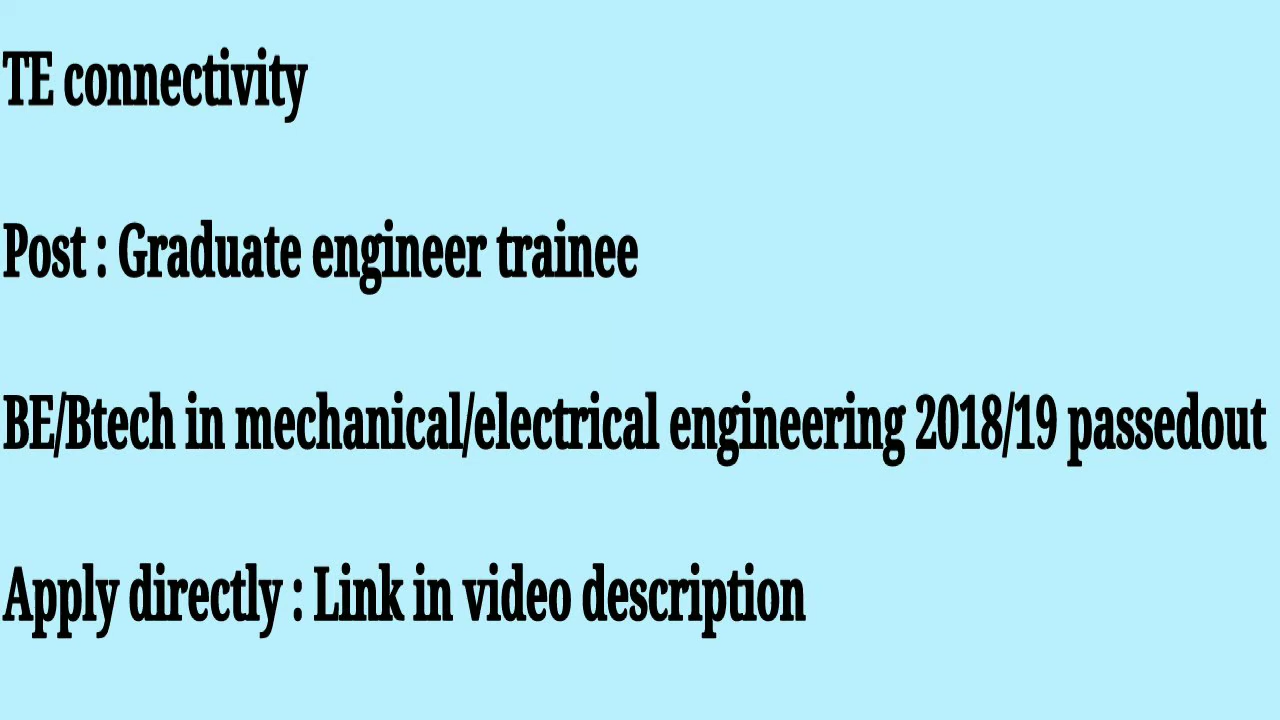 TE connectivity
Post : Graduate engineer trainee
BE/Btech in mechanical/electrical engineering 2018/19 passedout
Apply directly : Link in video description